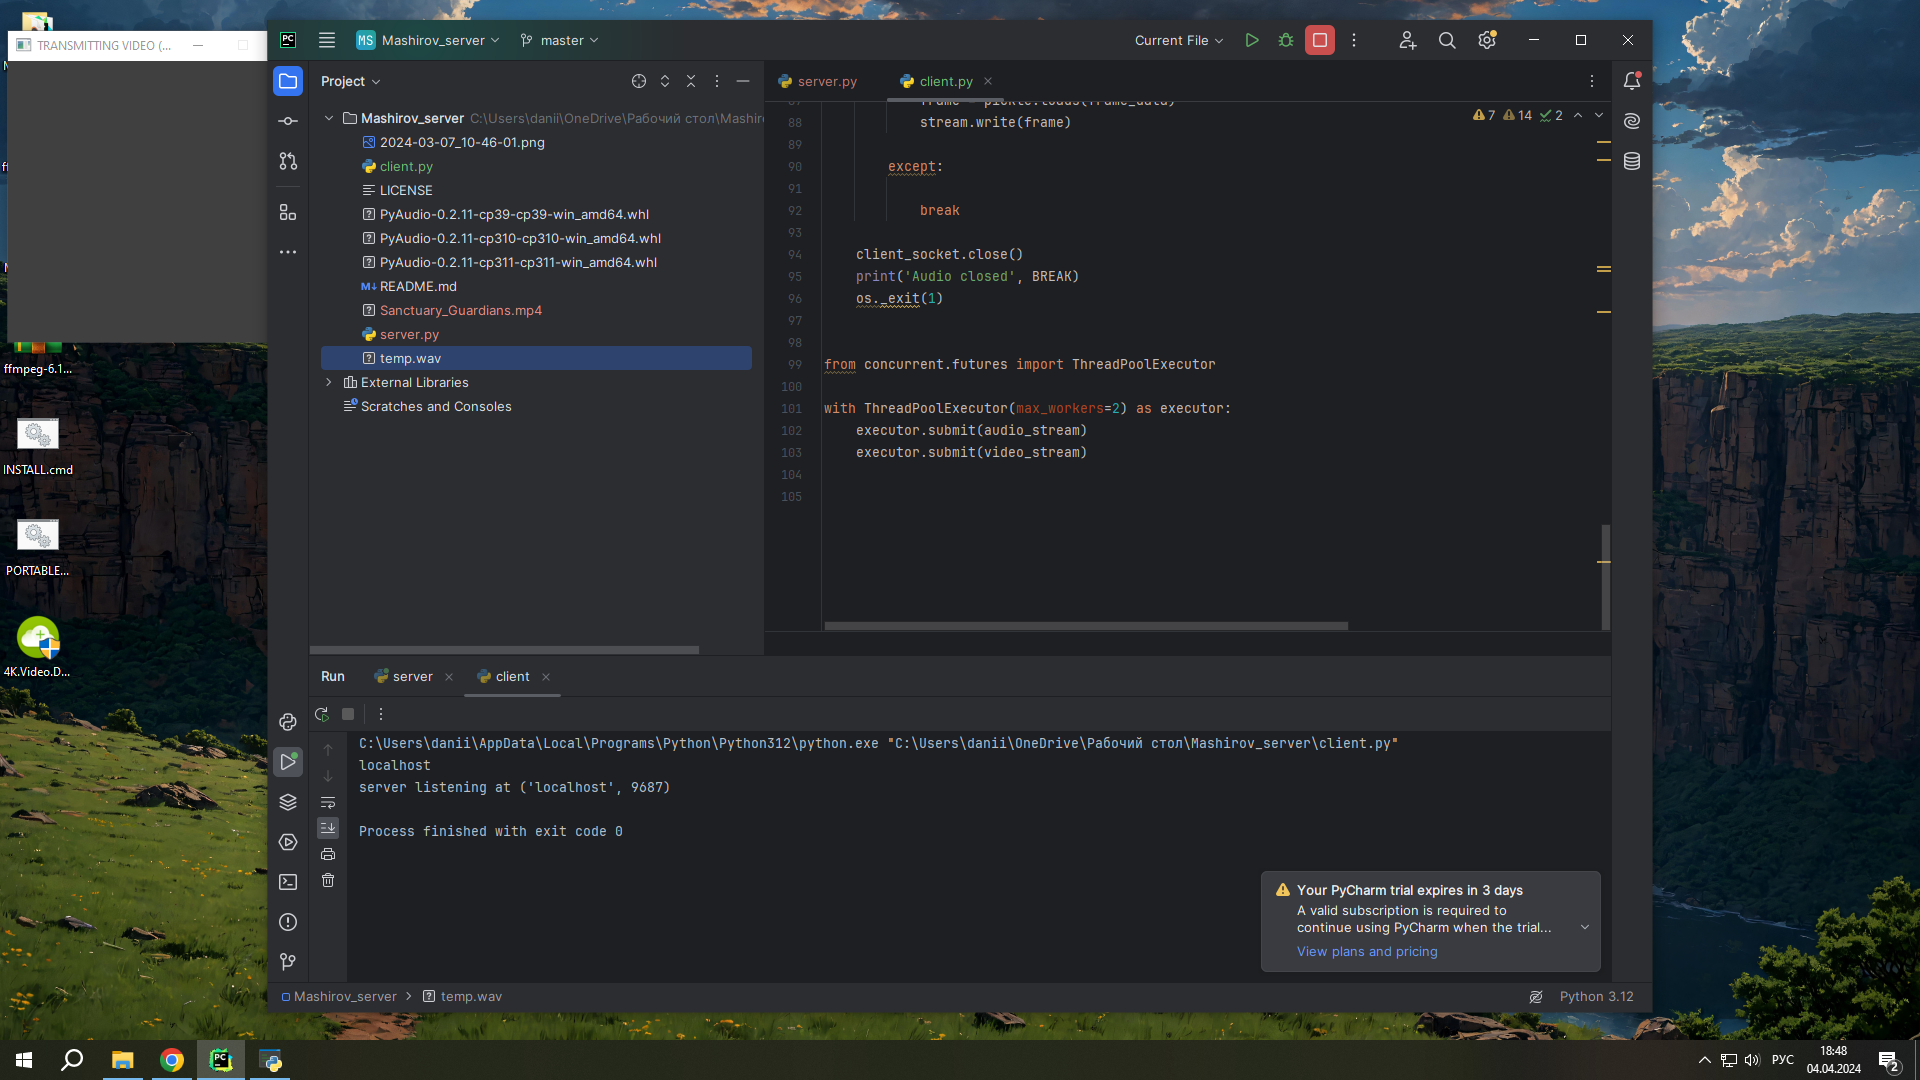 TRANSMITTING VIDEO (...
PC
MS Mashirov_server
master
Current File
Project
server.py
client.py
Mashirov_server C:\Users\danii\OneDrive\Рабочий стол\Mashir
2024-03-07_10-46-01.png
client.py
LICENSE
PyAudio-0.2.11-cp39-cp39-win_amd64.whl
PyAudio-0.2.11-cp310-cp310-win_amd64.whl
PyAudio-0.2.11-cp311-cp311-win_amd64.whl
README.md
Sanctuary_Guardians.mp4
server.py
temp.wav
External Libraries
Scratches and Consoles
7 14 2
87 frame = pickle.loads(frame_data)
88 stream.write(frame)
89
90 except:
91
92 break
93
94 client_socket.close()
95 print('Audio closed', BREAK)
96 os._exit(1)
97
98
99 from concurrent.futures import ThreadPoolExecutor
100
101 with ThreadPoolExecutor(max_workers=2) as executor:
102 executor.submit(audio_stream)
103 executor.submit(video_stream)
104
105
ffmpeg-6.1...
INSTALL.cmd
PORTABLE...
4K.Video.D...
Run
server
client
C:\Users\danii\AppData\Local\Programs\Python\Python312\python.exe "C:\Users\danii\OneDrive\Рабочий стол\Mashirov_server\client.py"
localhost
server listening at ('localhost', 9687)
Process finished with exit code 0
Your PyCharm trial expires in 3 days
A valid subscription is required to
continue using PyCharm when the trial...
View plans and pricing
Mashirov_server
temp.wav
Python 3.12
РУС
18:48
04.04.2024
2